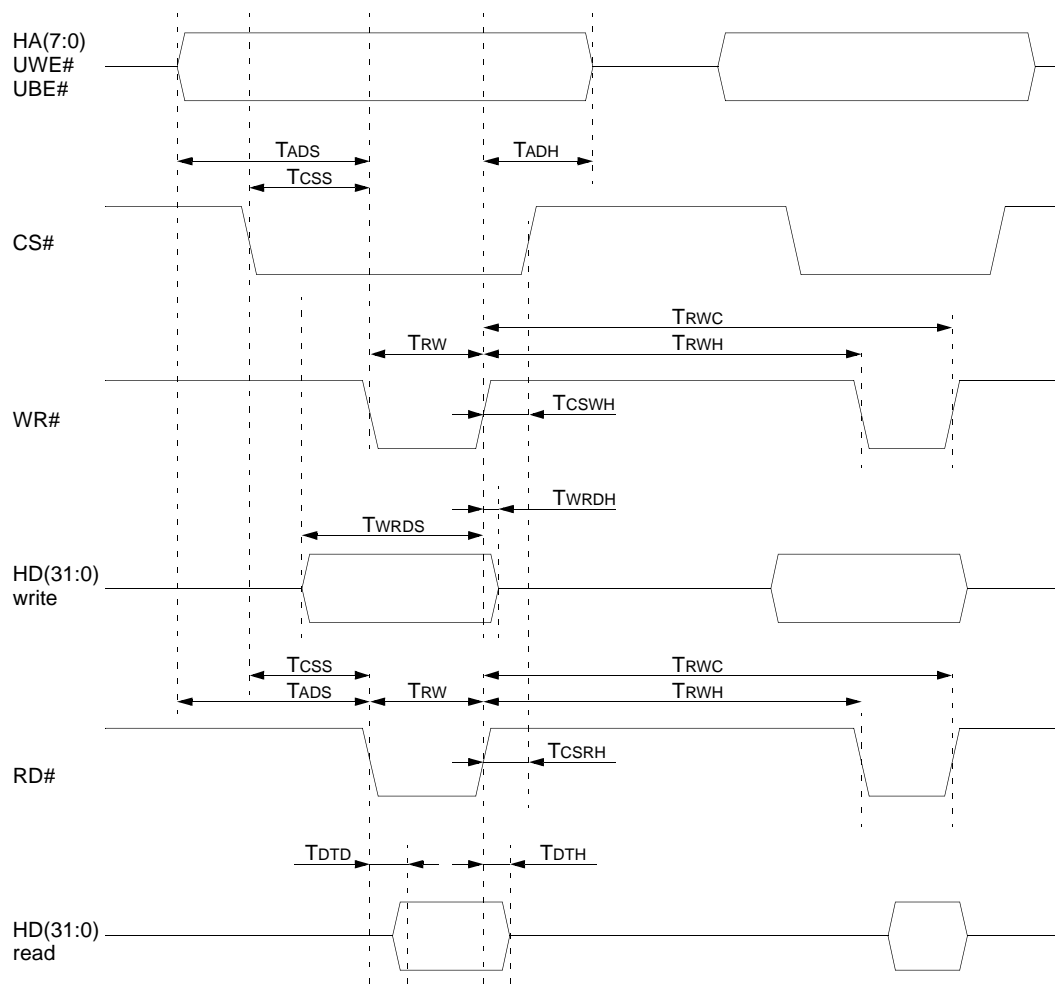 HA(7:0)
UWE#
UBE#
TADS
TADH
TCSS
CS#
TRWC
TRW
TRWH
TCSWH
WR#
TWRDH
TWRDS
HD(31:0)
write
TCSS
TRWC
TADS
TRW
TRWH
TCSRH
RD#
TDTD
TDTH
HD(31:0)
read